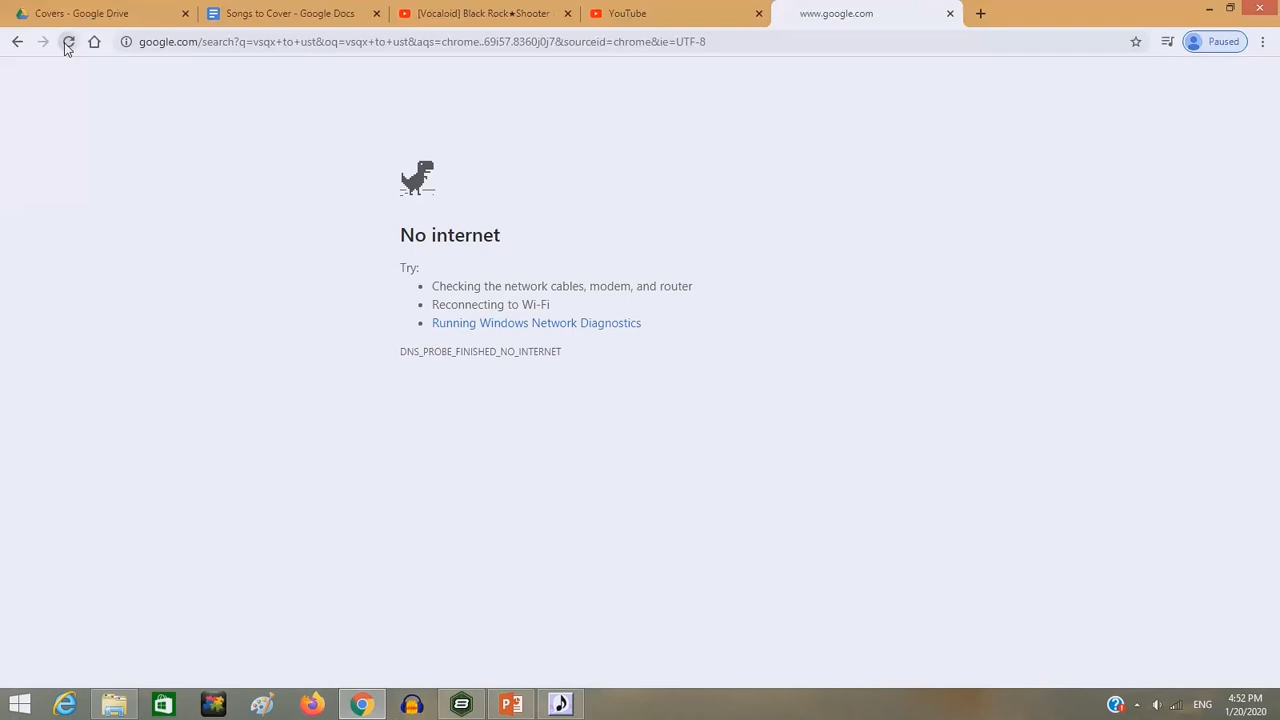 Covers - Google Drive
Songs to Cover - Google Docs
[Vocaloid] Black Rock★Shooter
YouTube
www.google.com
google.com/search?q=vsqx+to+ust&oq=vsqx+to+ust&aqs=chrome..69i57.8360j0j7&sourceid=chrome&ie=UTF-8
Paused
No internet
Try:
Checking the network cables, modem, and router
Reconnecting to Wi-Fi
Running Windows Network Diagnostics
DNS_PROBE_FINISHED_NO_INTERNET
ENG
4:52 PM
1/20/2020